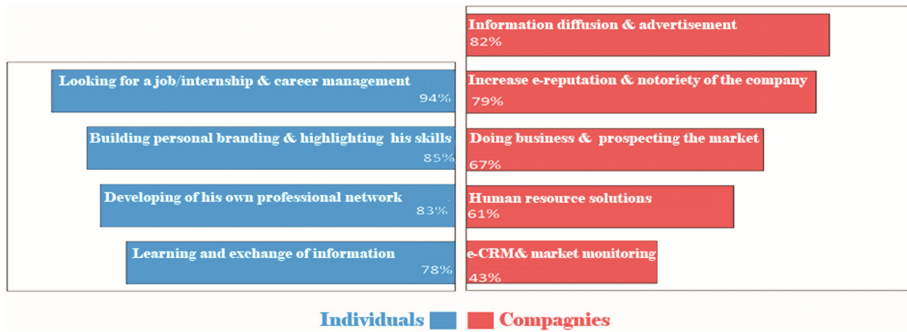 Information diffusion & advertisement
82%
Looking for a job/internship & career management
94%
Increase e-reputation & notoriety of the company
79%
Building personal branding & highlighting his skills
85%
Doing business & prospecting the market
67%
Developing of his own professional network
83%
Human resource solutions
61%
Learning and exchange of information
78%
e-CRM& market monitoring
43%
Individuals
Compagnies